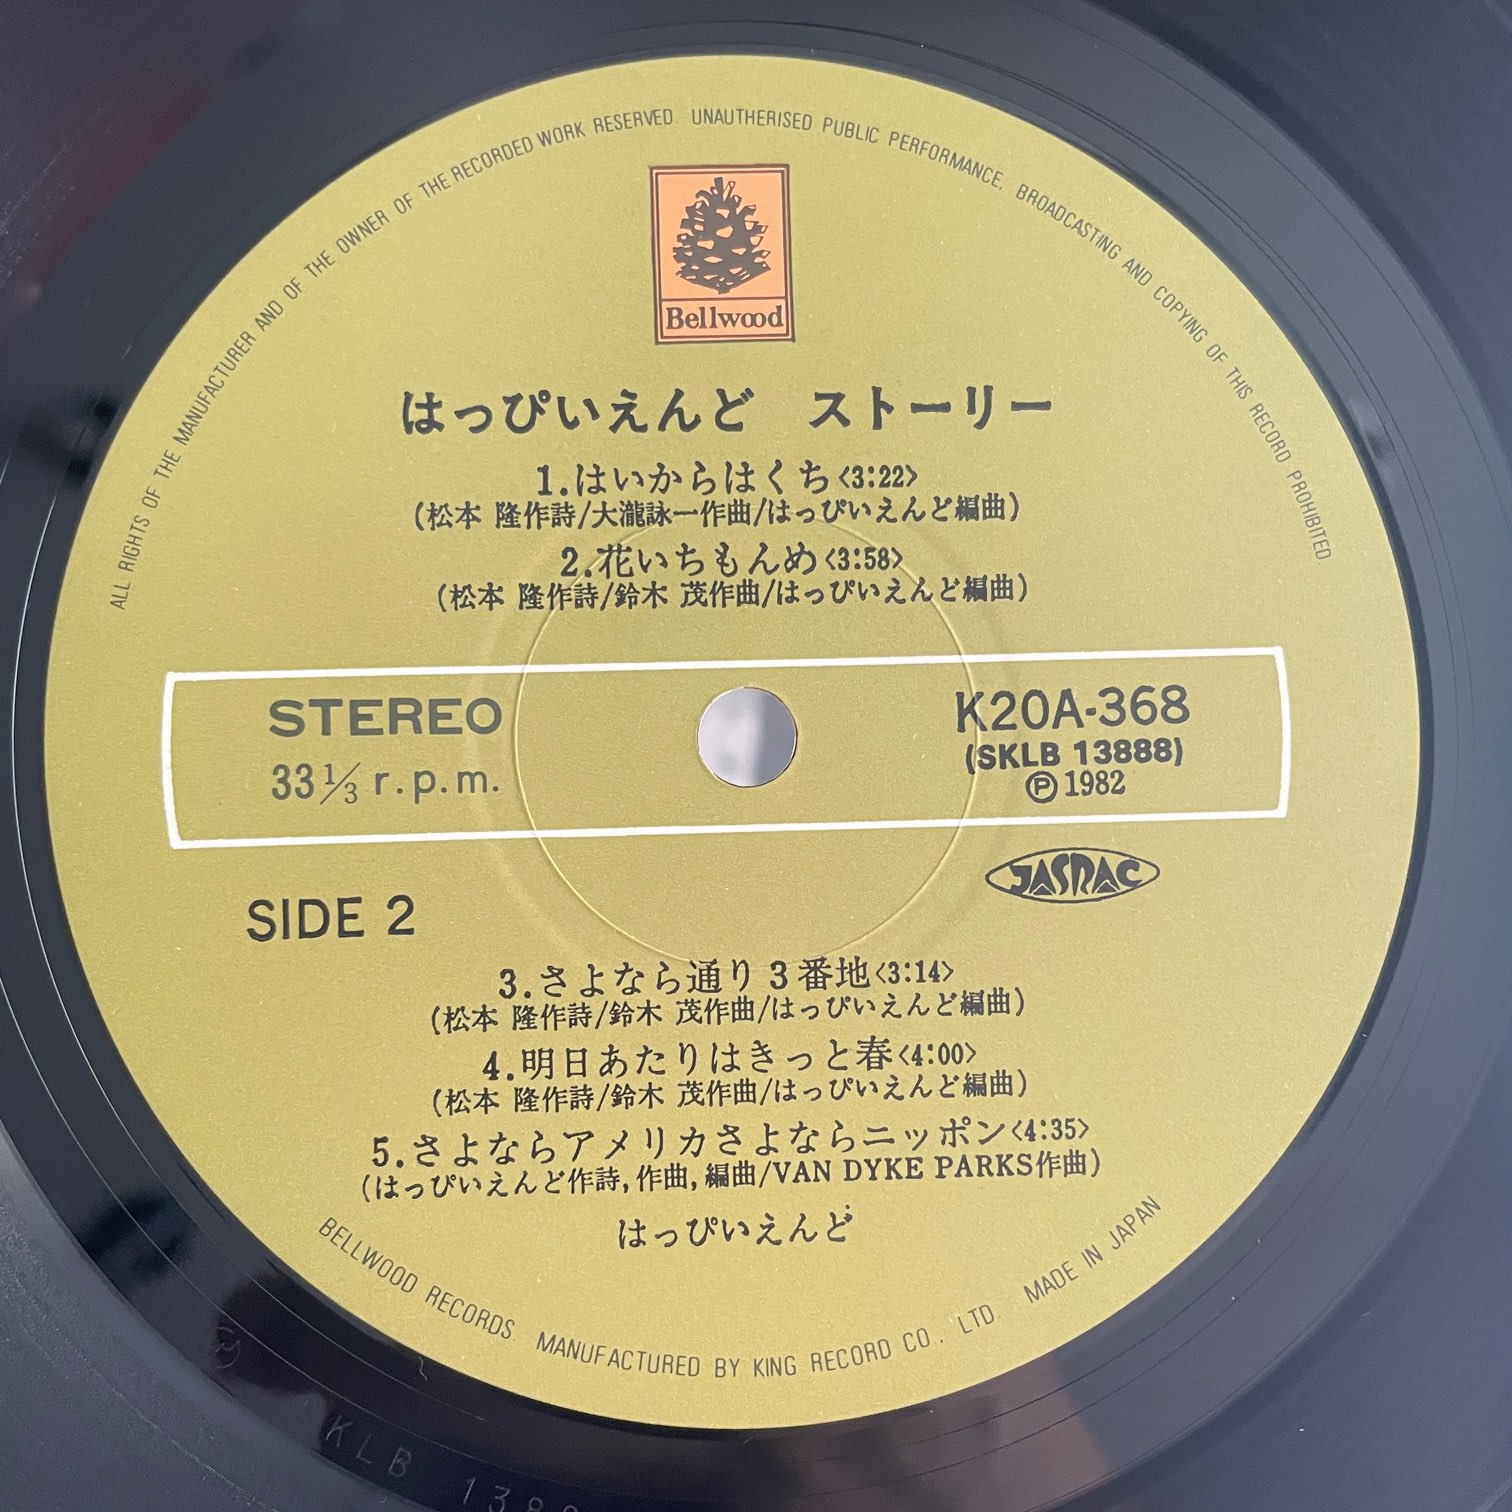 ALL RIGHTS OF THE MANUFACTURER AND OF THE OWNER OF THE RECORDED WORK RESERVED. UNAUTHERISED PUBLIC PERFORMANCE, BROADCASTING AND COPYING OF THIS RECORD PROHIBITED
Bellwood
はっぴいえんど ストーリー
1.はいからはくち〈3:22〉
(松本 隆作詩/大瀧詠一作曲/はっぴいえんど編曲)
2.花いちもんめ〈3:58〉
(松本 隆作詩/鈴木 茂作曲/はっぴいえんど編曲)
STEREO
33⅓ r.p.m.
K20A-368
(SKLB 13888)
Ⓟ1982
JASRAC
SIDE 2
3.さよなら通り3番地〈3:14〉
(松本 隆作詩/鈴木 茂作曲/はっぴいえんど編曲)
4.明日あたりはきっと春〈4:00〉
(松本 隆作詩/鈴木 茂作曲/はっぴいえんど編曲)
5.さよならアメリカさよならニッポン〈4:35〉
(はっぴいえんど作詩,作曲,編曲/VAN DYKE PARKS作曲)
はっぴいえんど
BELLWOOD RECORDS. MANUFACTURED BY KING RECORD CO., LTD. MADE IN JAPAN
KLB 138